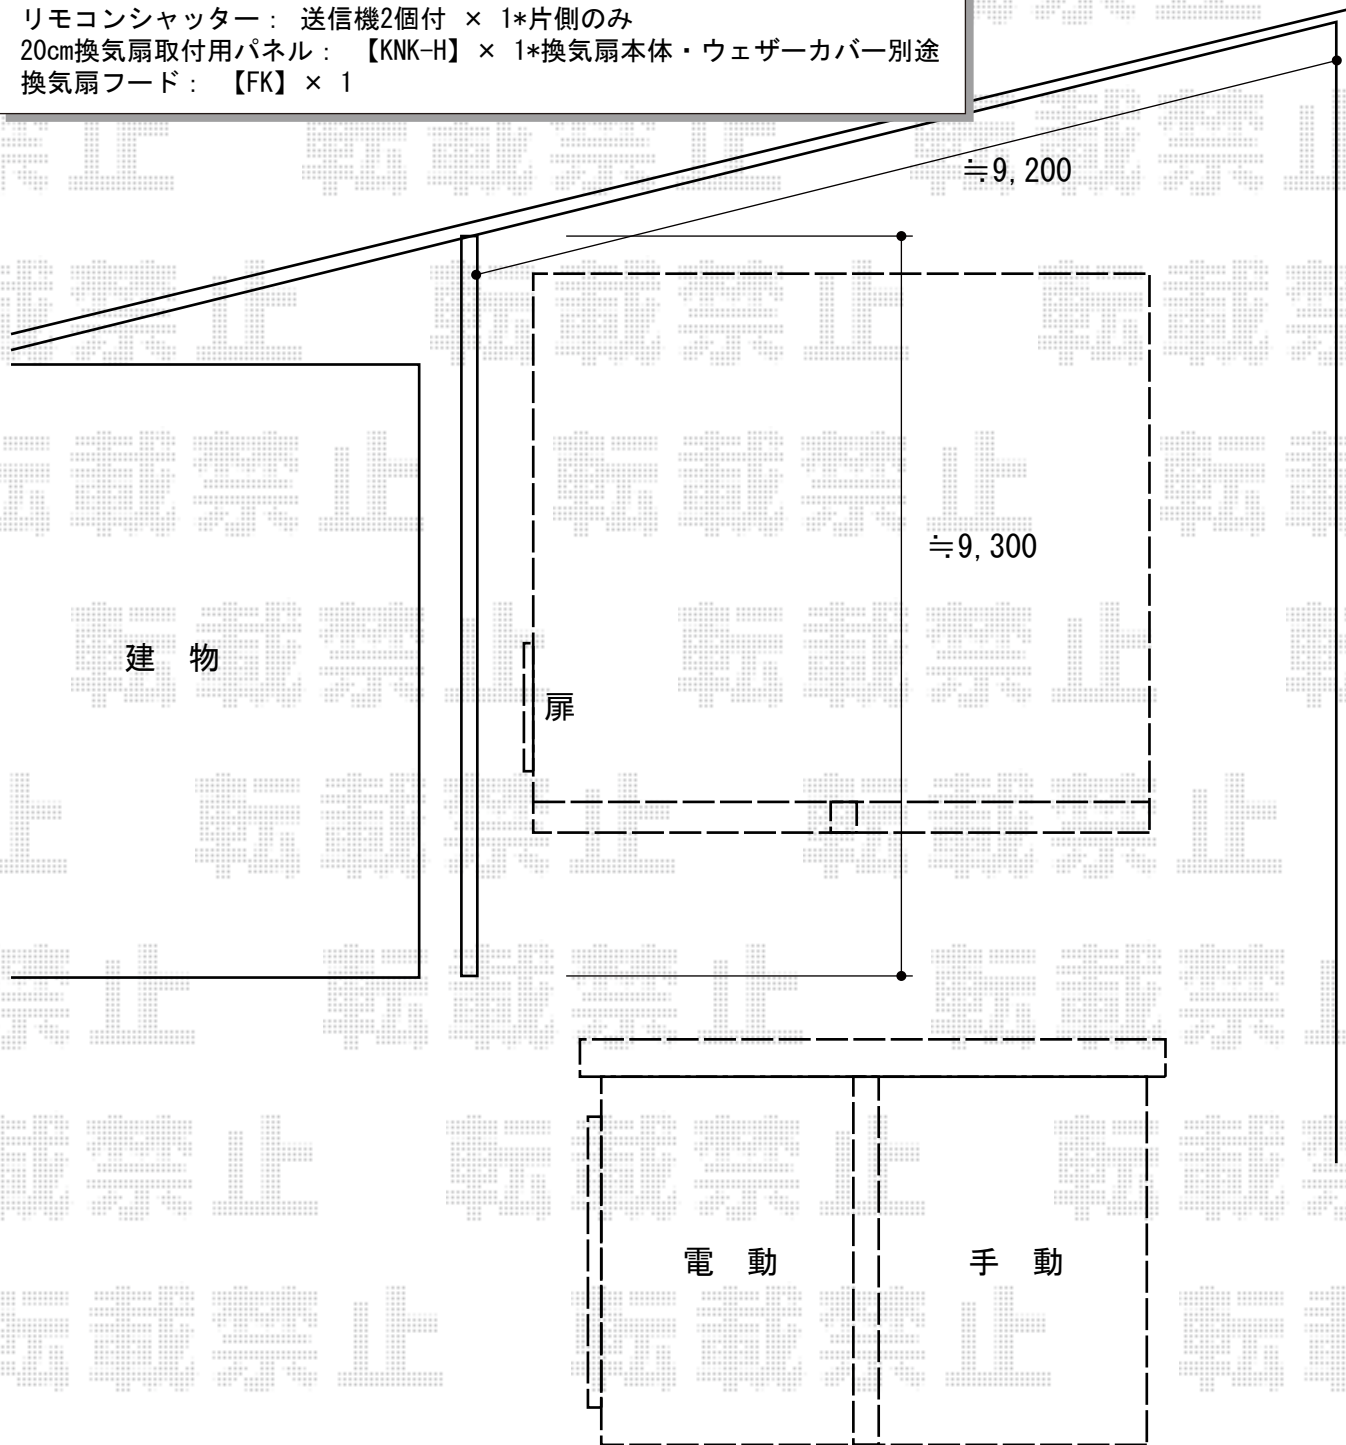 リモコンシャッター： 送信機2個付 × 1*片側のみ
20cm換気扇取付用パネル： 【KNK-H】× 1*換気扇本体・ウェザーカバー別途
換気扇フード： 【FK】× 1
≒9,200
≒9,300
建 物
扉
電 動
手 動
転載禁止